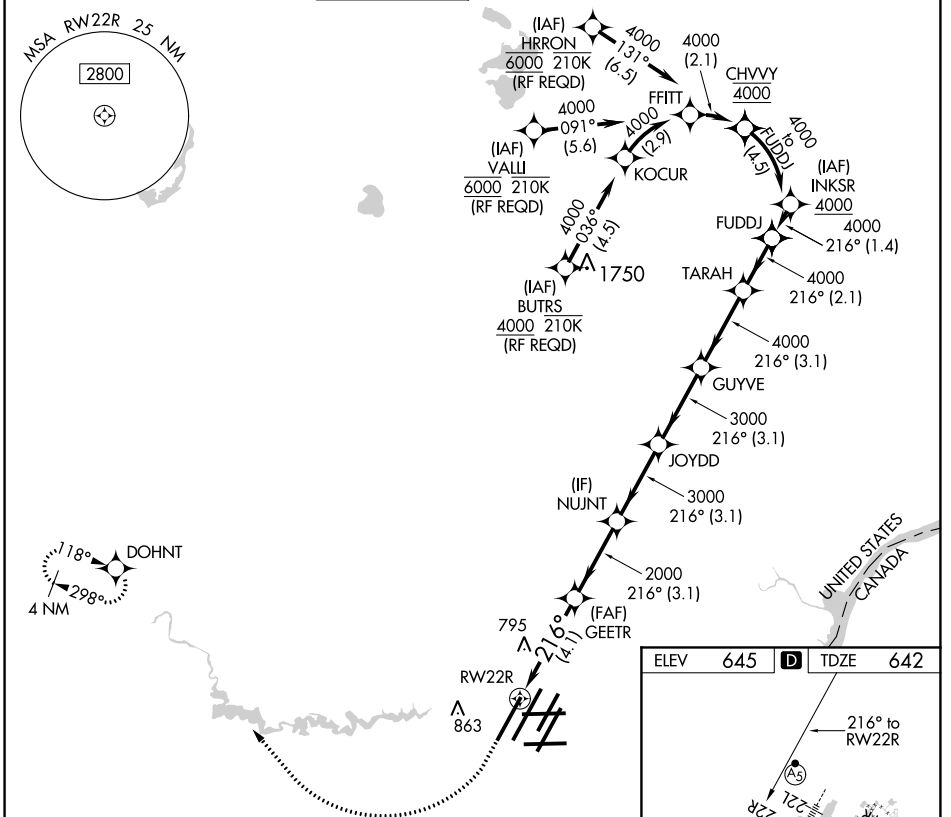 MSA RW22R 25 NM
2800
(IAF)
HRRON
6000 210K
(RF REQD)
4000
131°
(6.5)
4000
(2.1)
CHVVY
4000
FFITT
4000
091°
(5.6)
(IAF)
VALLI
6000 210K
(RF REQD)
4000
(2.9)
KOCUR
4000
to
FUDDJ
(4.5)
(IAF)
INKSR
4000
4000
216° (1.4)
FUDDJ
4000
036°
(4.5)
1750
(IAF)
BUTRS
4000 210K
(RF REQD)
TARAH
4000
216° (2.1)
4000
216° (3.1)
GUYVE
3000
216° (3.1)
JOYDD
3000
216° (3.1)
(IF)
NUJNT
2000
216° (3.1)
(FAF)
GEETR
118°
DOHNT
298°
4 NM
UNITED STATES
CANADA
795
216°
(4.1)
RW22R
863
ELEV 645 D TDZE 642
216° to
RW22R
A5
22R
22L